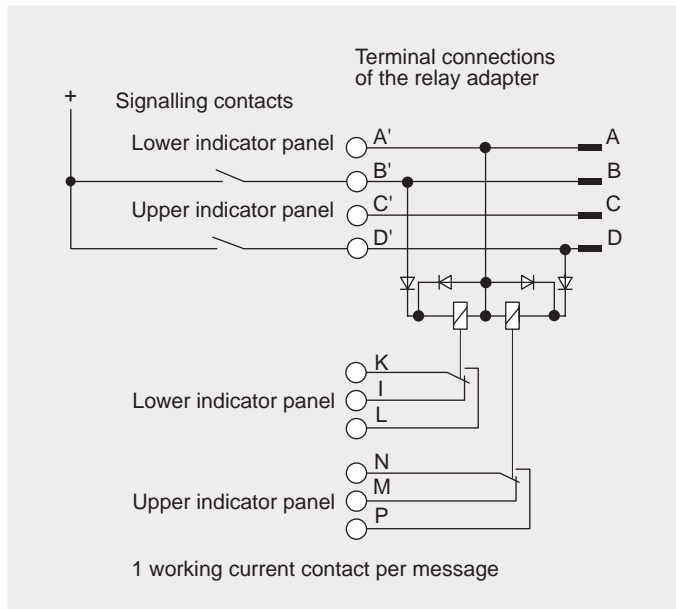 Terminal connections
of the relay adapter
+
Signalling contacts
Lower indicator panel A' A
B' B
Upper indicator panel C' C
D' D
K
Lower indicator panel I
L
N
Upper indicator panel M
P
1 working current contact per message